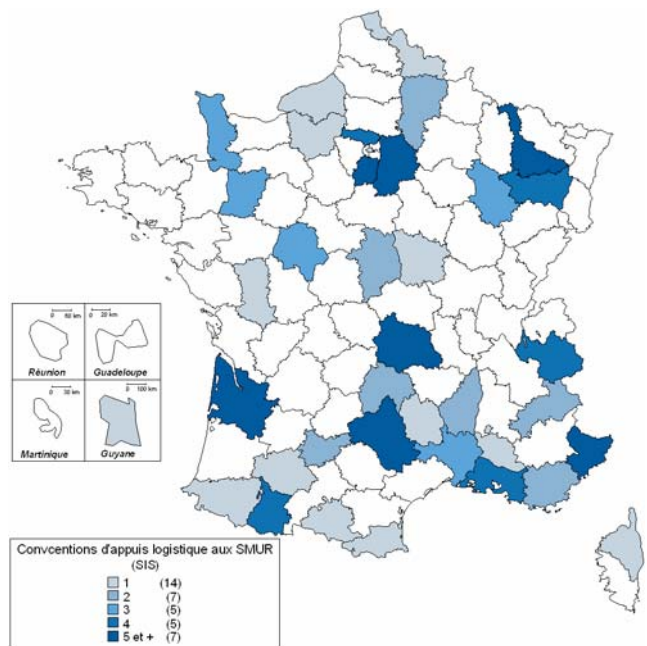 0 60 km
0 20 km
Réunion
Guadeloupe
0 30 km
0 100 km
Martinique
Guyane
Convcentions d'appuis logistique aux SMUR
(SIS)
1 (14)
2 (7)
3 (5)
4 (5)
5 et + (7)